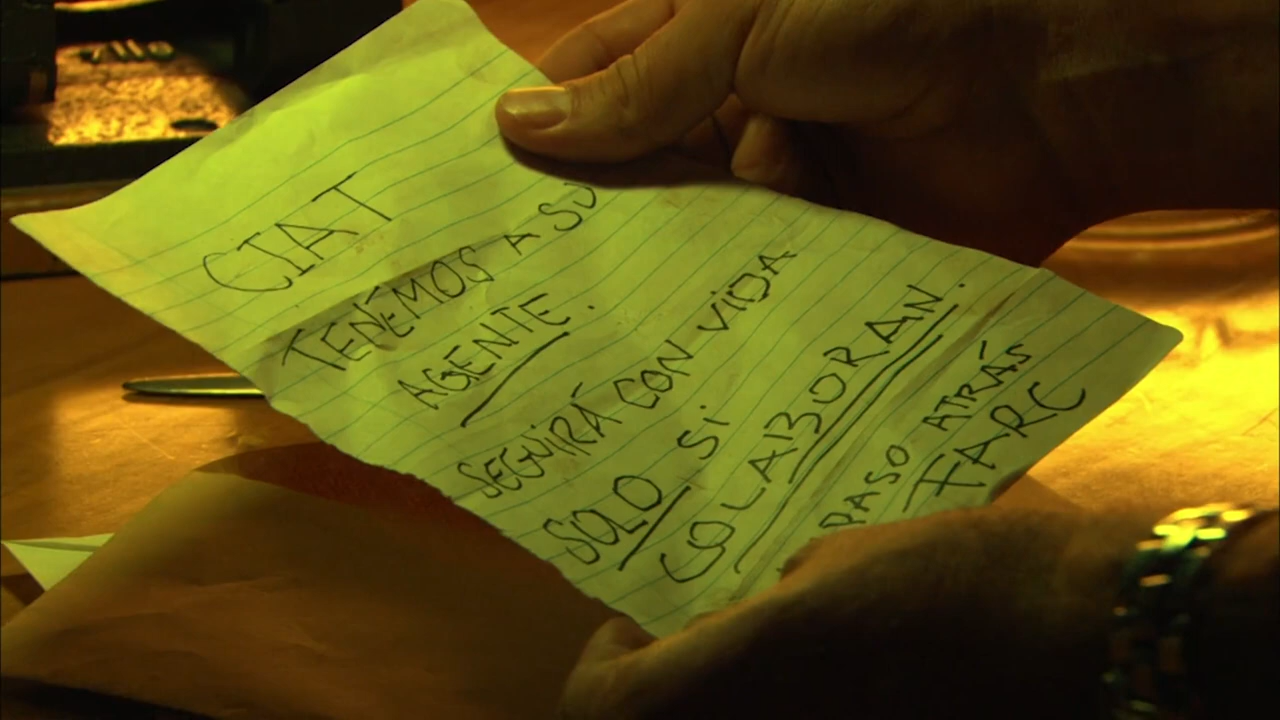 CIAT
TENEMOS A SU
AGENTE.
SEGUIRÁ CON VIDA
SOLO SI
COLABORAN.
PASO ATRÁS
FARC